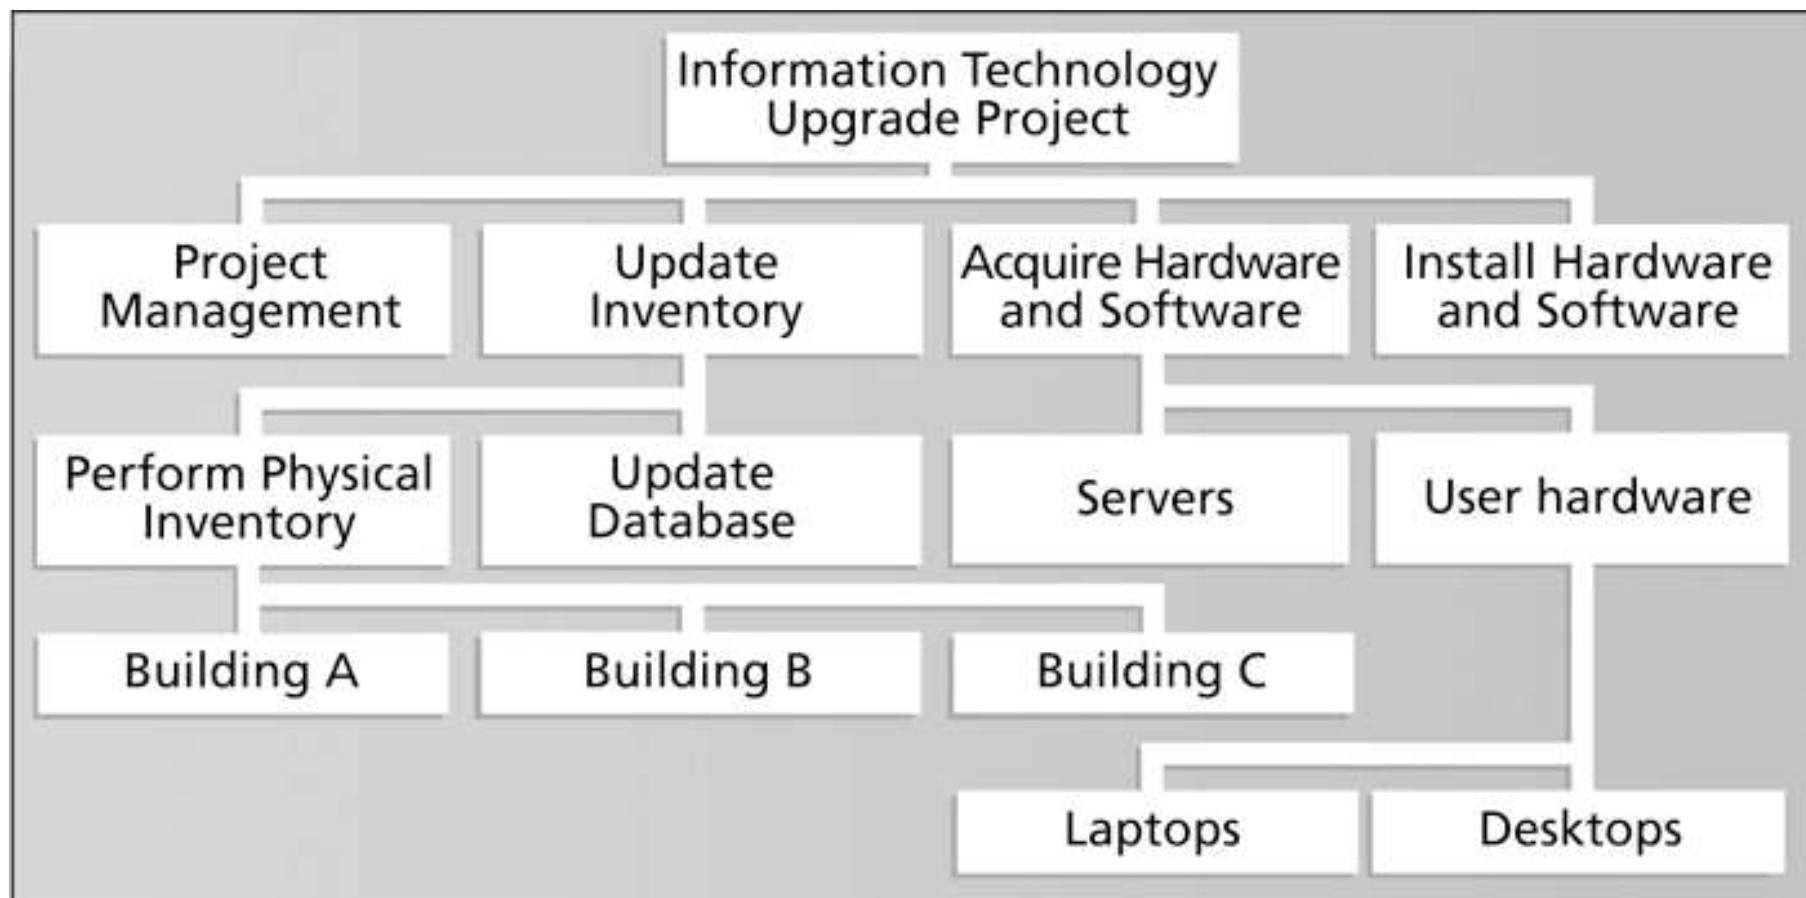 Information Technology
Upgrade Project
Project
Management
Update
Inventory
Acquire Hardware
and Software
Install Hardware
and Software
Perform Physical
Inventory
Update
Database
Servers
User hardware
Building A
Building B
Building C
Laptops
Desktops